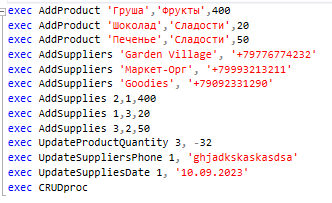 exec AddProduct 'Груша','Фрукты',400
exec AddProduct 'Шоколад','Сладости',20
exec AddProduct 'Печенье','Сладости',50
exec AddSuppliers 'Garden Village', '+79776774232'
exec AddSuppliers 'Маркет-Орг', '+79993213211'
exec AddSuppliers 'Goodies', '+79092331290'
exec AddSupplies 2,1,400
exec AddSupplies 1,3,20
exec AddSupplies 3,2,50
exec UpdateProductQuantity 3, -32
exec UpdateSuppliersPhone 1, 'ghjadkskaskasdsa'
exec UpdateSuppliesDate 1, '10.09.2023'
exec CRUDproc